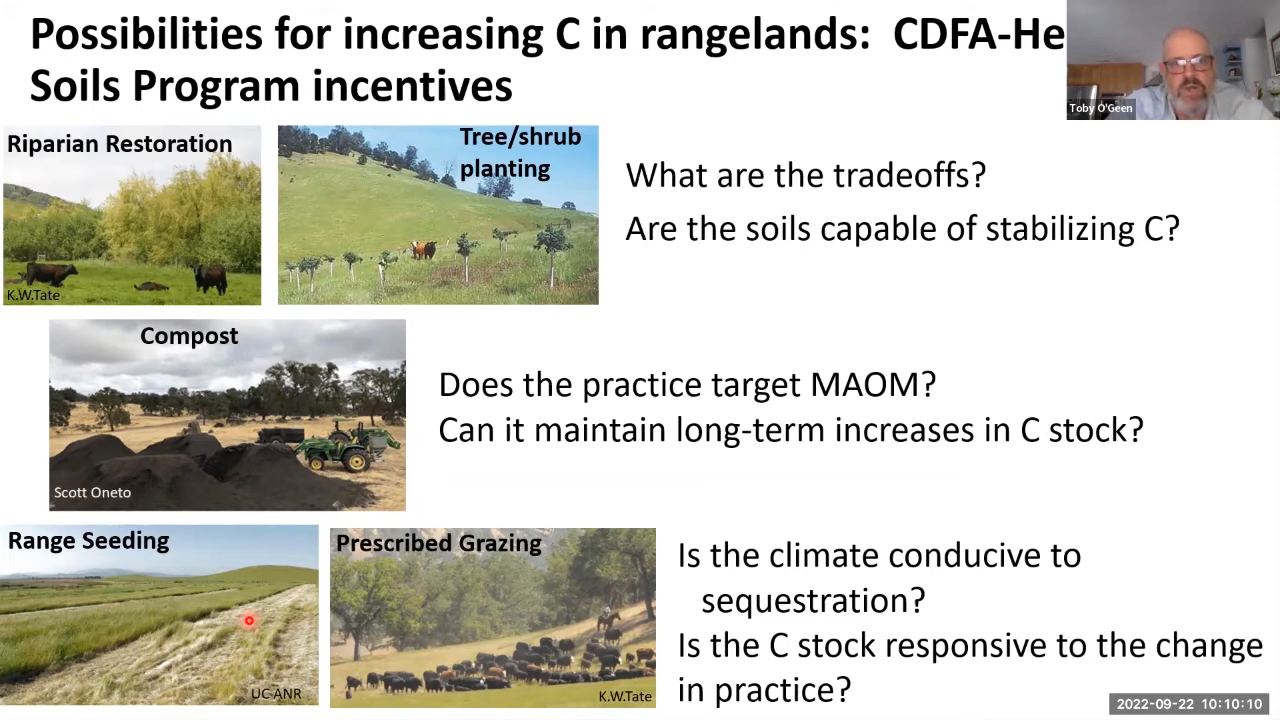 Possibilities for increasing C in rangelands: CDFA-He
Soils Program incentives
Toby O'Geen
Riparian Restoration
K.W.Tate
Tree/shrub
planting
What are the tradeoffs?
Are the soils capable of stabilizing C?
Compost
Scott Oneto
Does the practice target MAOM?
Can it maintain long-term increases in C stock?
Range Seeding
UC ANR
Prescribed Grazing
K.W.Tate
Is the climate conducive to
sequestration?
Is the C stock responsive to the change
in practice?
2022-09-22 10:10:10